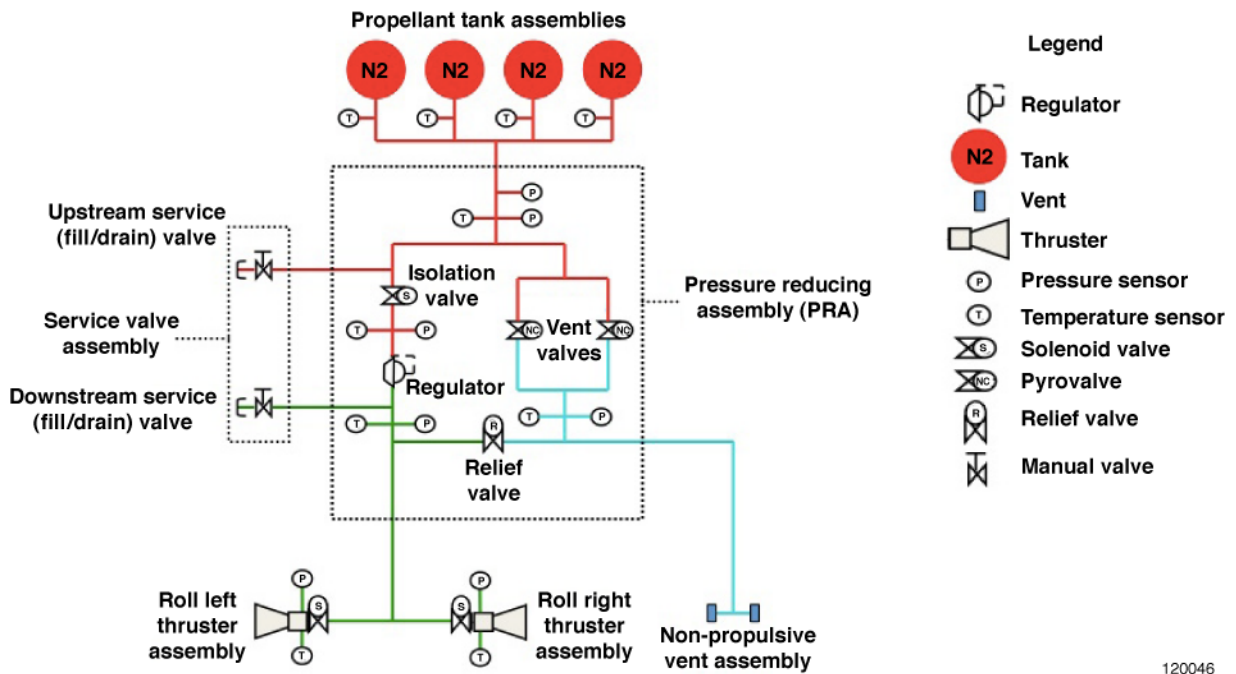 Propellant tank assemblies
N2
N2
N2
N2
T
T
T
T
P
T
P
Upstream service
(fill/drain) valve
Isolation
valve
S
Pressure reducing
assembly (PRA)
Service valve
assembly
T
P
NC
Vent
valves
NC
Regulator
Downstream service
(fill/drain) valve
T
P
T
P
R
Relief
valve
P
P
Roll left
thruster
assembly
S
S
Roll right
thruster
assembly
T
T
Non-propulsive
vent assembly
Legend
Regulator
N2
Tank
Vent
Thruster
P
Pressure sensor
T
Temperature sensor
S
Solenoid valve
NC
Pyrovalve
R
Relief valve
Manual valve
120046